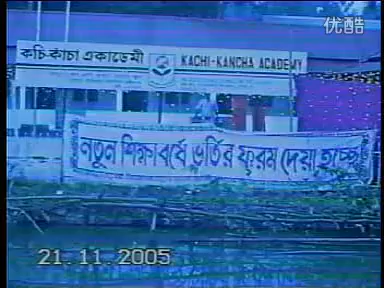 优酷
কচি-কাঁচা একাডেমী KACHI-KANCHA ACADEMY
নতুন শিক্ষাবর্ষে ভর্তির ফরম দেয়া হচ্ছে
21.11.2005